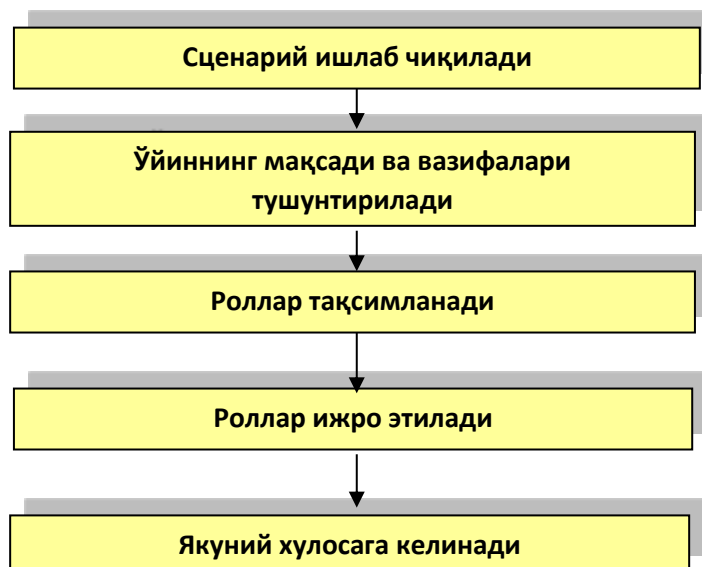 Сценарий ишлаб чиқилади
Ўйиннинг мақсади ва вазифалари
тушунтирилади
Роллар тақсимланади
Роллар ижро этилади
Якуний хулосага келинади